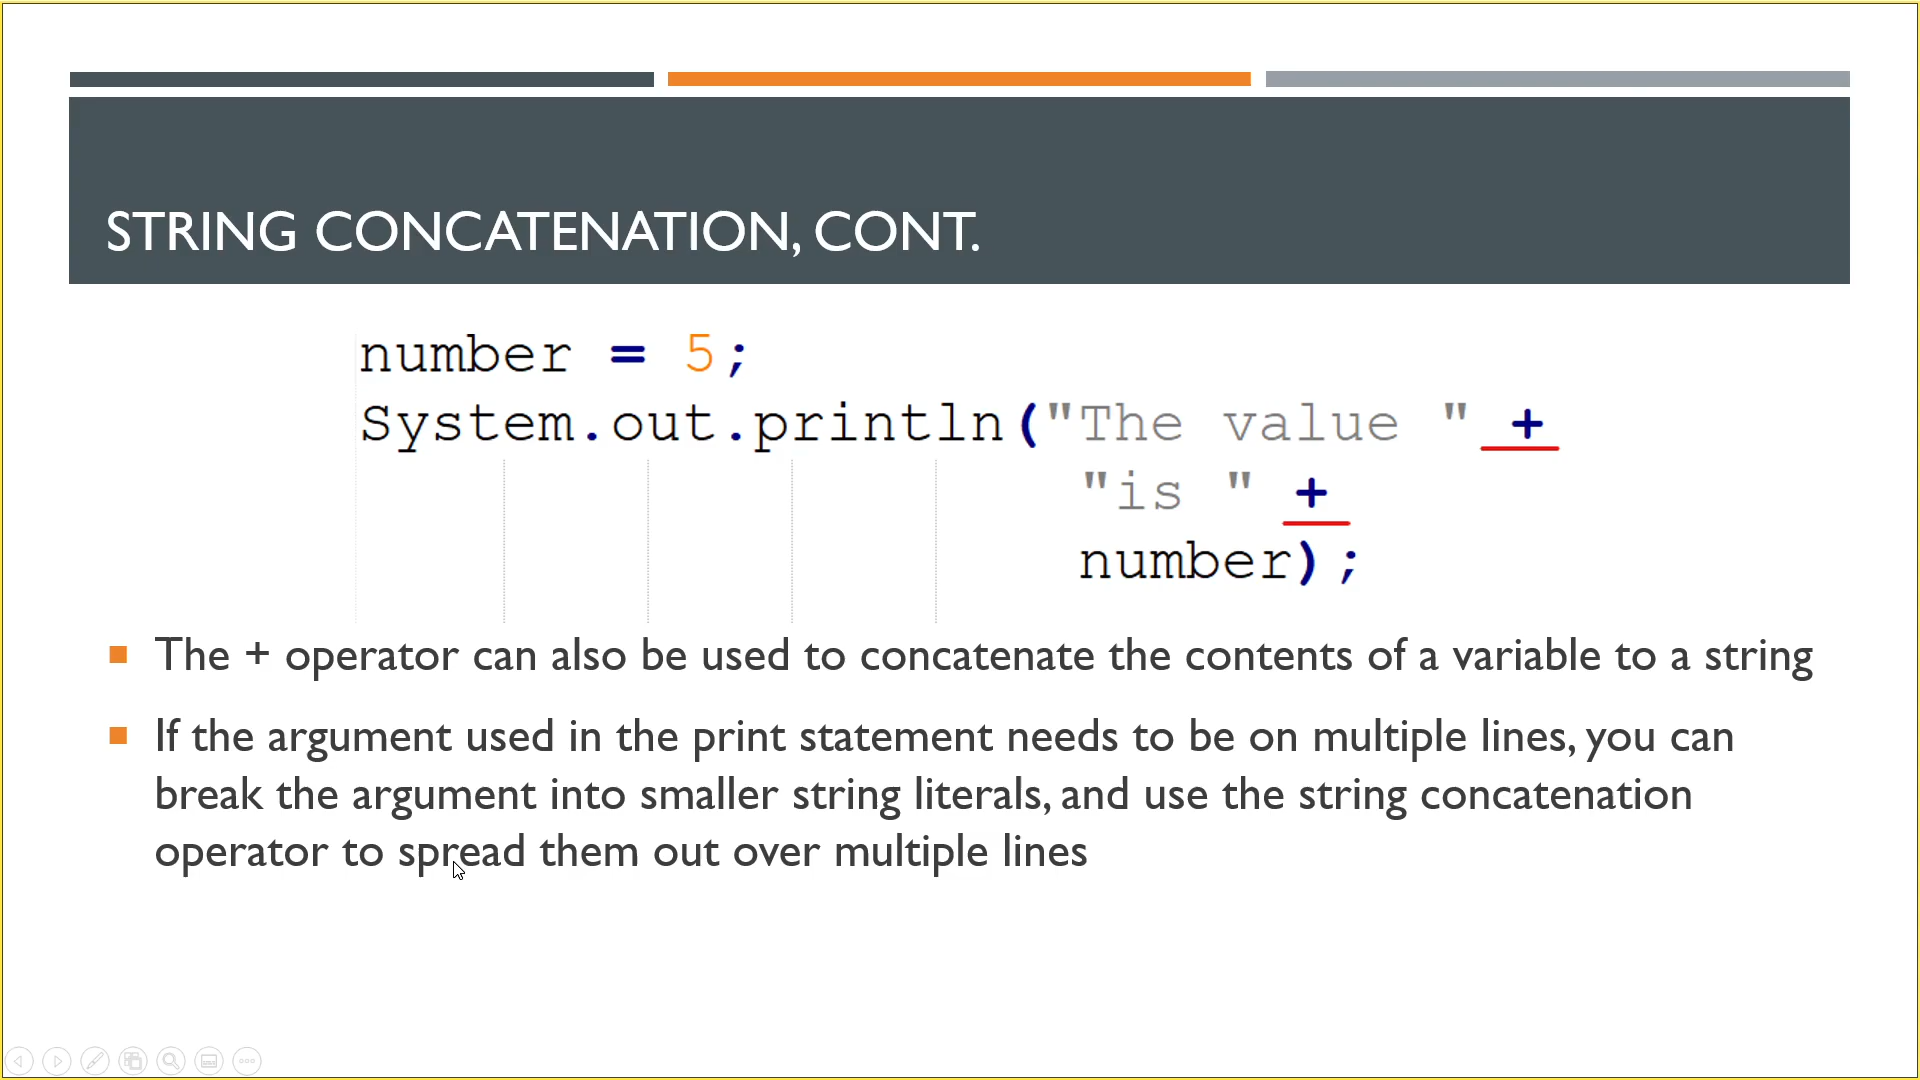 STRING CONCATENATION, CONT.
number = 5;
System.out.println("The value " +
"is " +
number);
The + operator can also be used to concatenate the contents of a variable to a string
If the argument used in the print statement needs to be on multiple lines, you can
break the argument into smaller string literals, and use the string concatenation
operator to spread them out over multiple lines